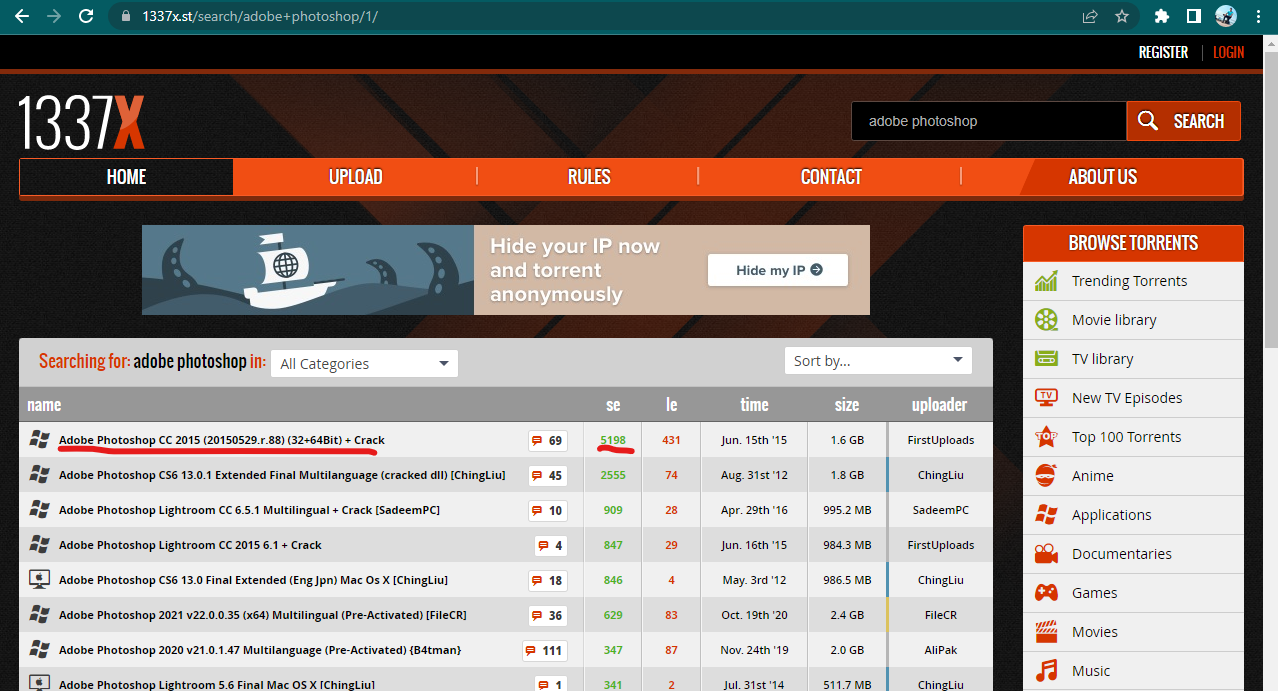 1337x.st/search/adobe+photoshop/1/
REGISTER LOGIN
1337X
adobe photoshop SEARCH
HOME UPLOAD RULES CONTACT ABOUT US
Hide your IP now
and torrent
anonymously
Hide my IP
BROWSE TORRENTS
Trending Torrents
Movie library
TV library
TV New TV Episodes
TOP Top 100 Torrents
Anime
Applications
Documentaries
Games
Movies
Music
Searching for: adobe photoshop in: All Categories Sort by...
name se le time size uploader
Adobe Photoshop CC 2015 (20150529.r.88) (32+64Bit) + Crack 69 5198 431 Jun. 15th '15 1.6 GB FirstUploads
Adobe Photoshop CS6 13.0.1 Extended Final Multilanguage (cracked dll) [ChingLiu] 45 2555 74 Aug. 31st '12 1.8 GB ChingLiu
Adobe Photoshop Lightroom CC 6.5.1 Multilingual + Crack [SadeemPC] 10 909 28 Apr. 29th '16 995.2 MB SadeemPC
Adobe Photoshop Lightroom CC 2015 6.1 + Crack 4 847 29 Jun. 16th '15 984.3 MB FirstUploads
Adobe Photoshop CS6 13.0 Final Extended (Eng Jpn) Mac Os X [ChingLiu] 18 846 4 May. 3rd '12 986.5 MB ChingLiu
Adobe Photoshop 2021 v22.0.0.35 (x64) Multilingual (Pre-Activated) [FileCR] 36 629 83 Oct. 19th '20 2.4 GB FileCR
Adobe Photoshop 2020 v21.0.1.47 Multilanguage (Pre-Activated) {B4tman} 111 347 87 Nov. 24th '19 2.0 GB AliPak
Adobe Photoshop Lightroom 5.6 Final Mac OS X [ChingLiu] 1 341 2 Jul. 31st '14 511.7 MB ChingLiu